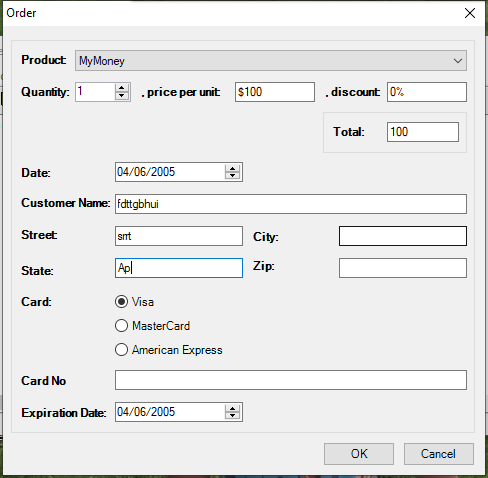 Order
Product: MyMoney
Quantity: 1 , price per unit: $100 , discount: 0%
Total: 100
Date: 04/06/2005
Customer Name: fdttgbhui
Street: srrt City:
State: Ap Zip:
Card: Visa
MasterCard
American Express
Card No
Expiration Date: 04/06/2005
OK Cancel